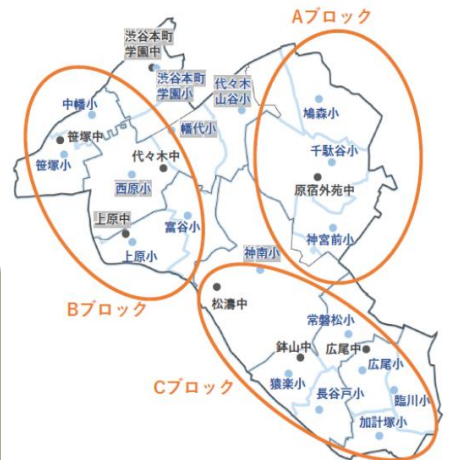 Aブロック
渋谷本町
学園中
渋谷本町
学園小
代々木
山谷小
中幡小
鳩森小
笹塚中
幡代小
千駄谷小
笹塚小
代々木中
原宿外苑中
西原小
上原中
富谷小
神宮前小
上原小
神南小
Bブロック
松濤中
常磐松小
Cブロック
鉢山中
広尾中
広尾小
猿楽小
長谷戸小
臨川小
加計塚小